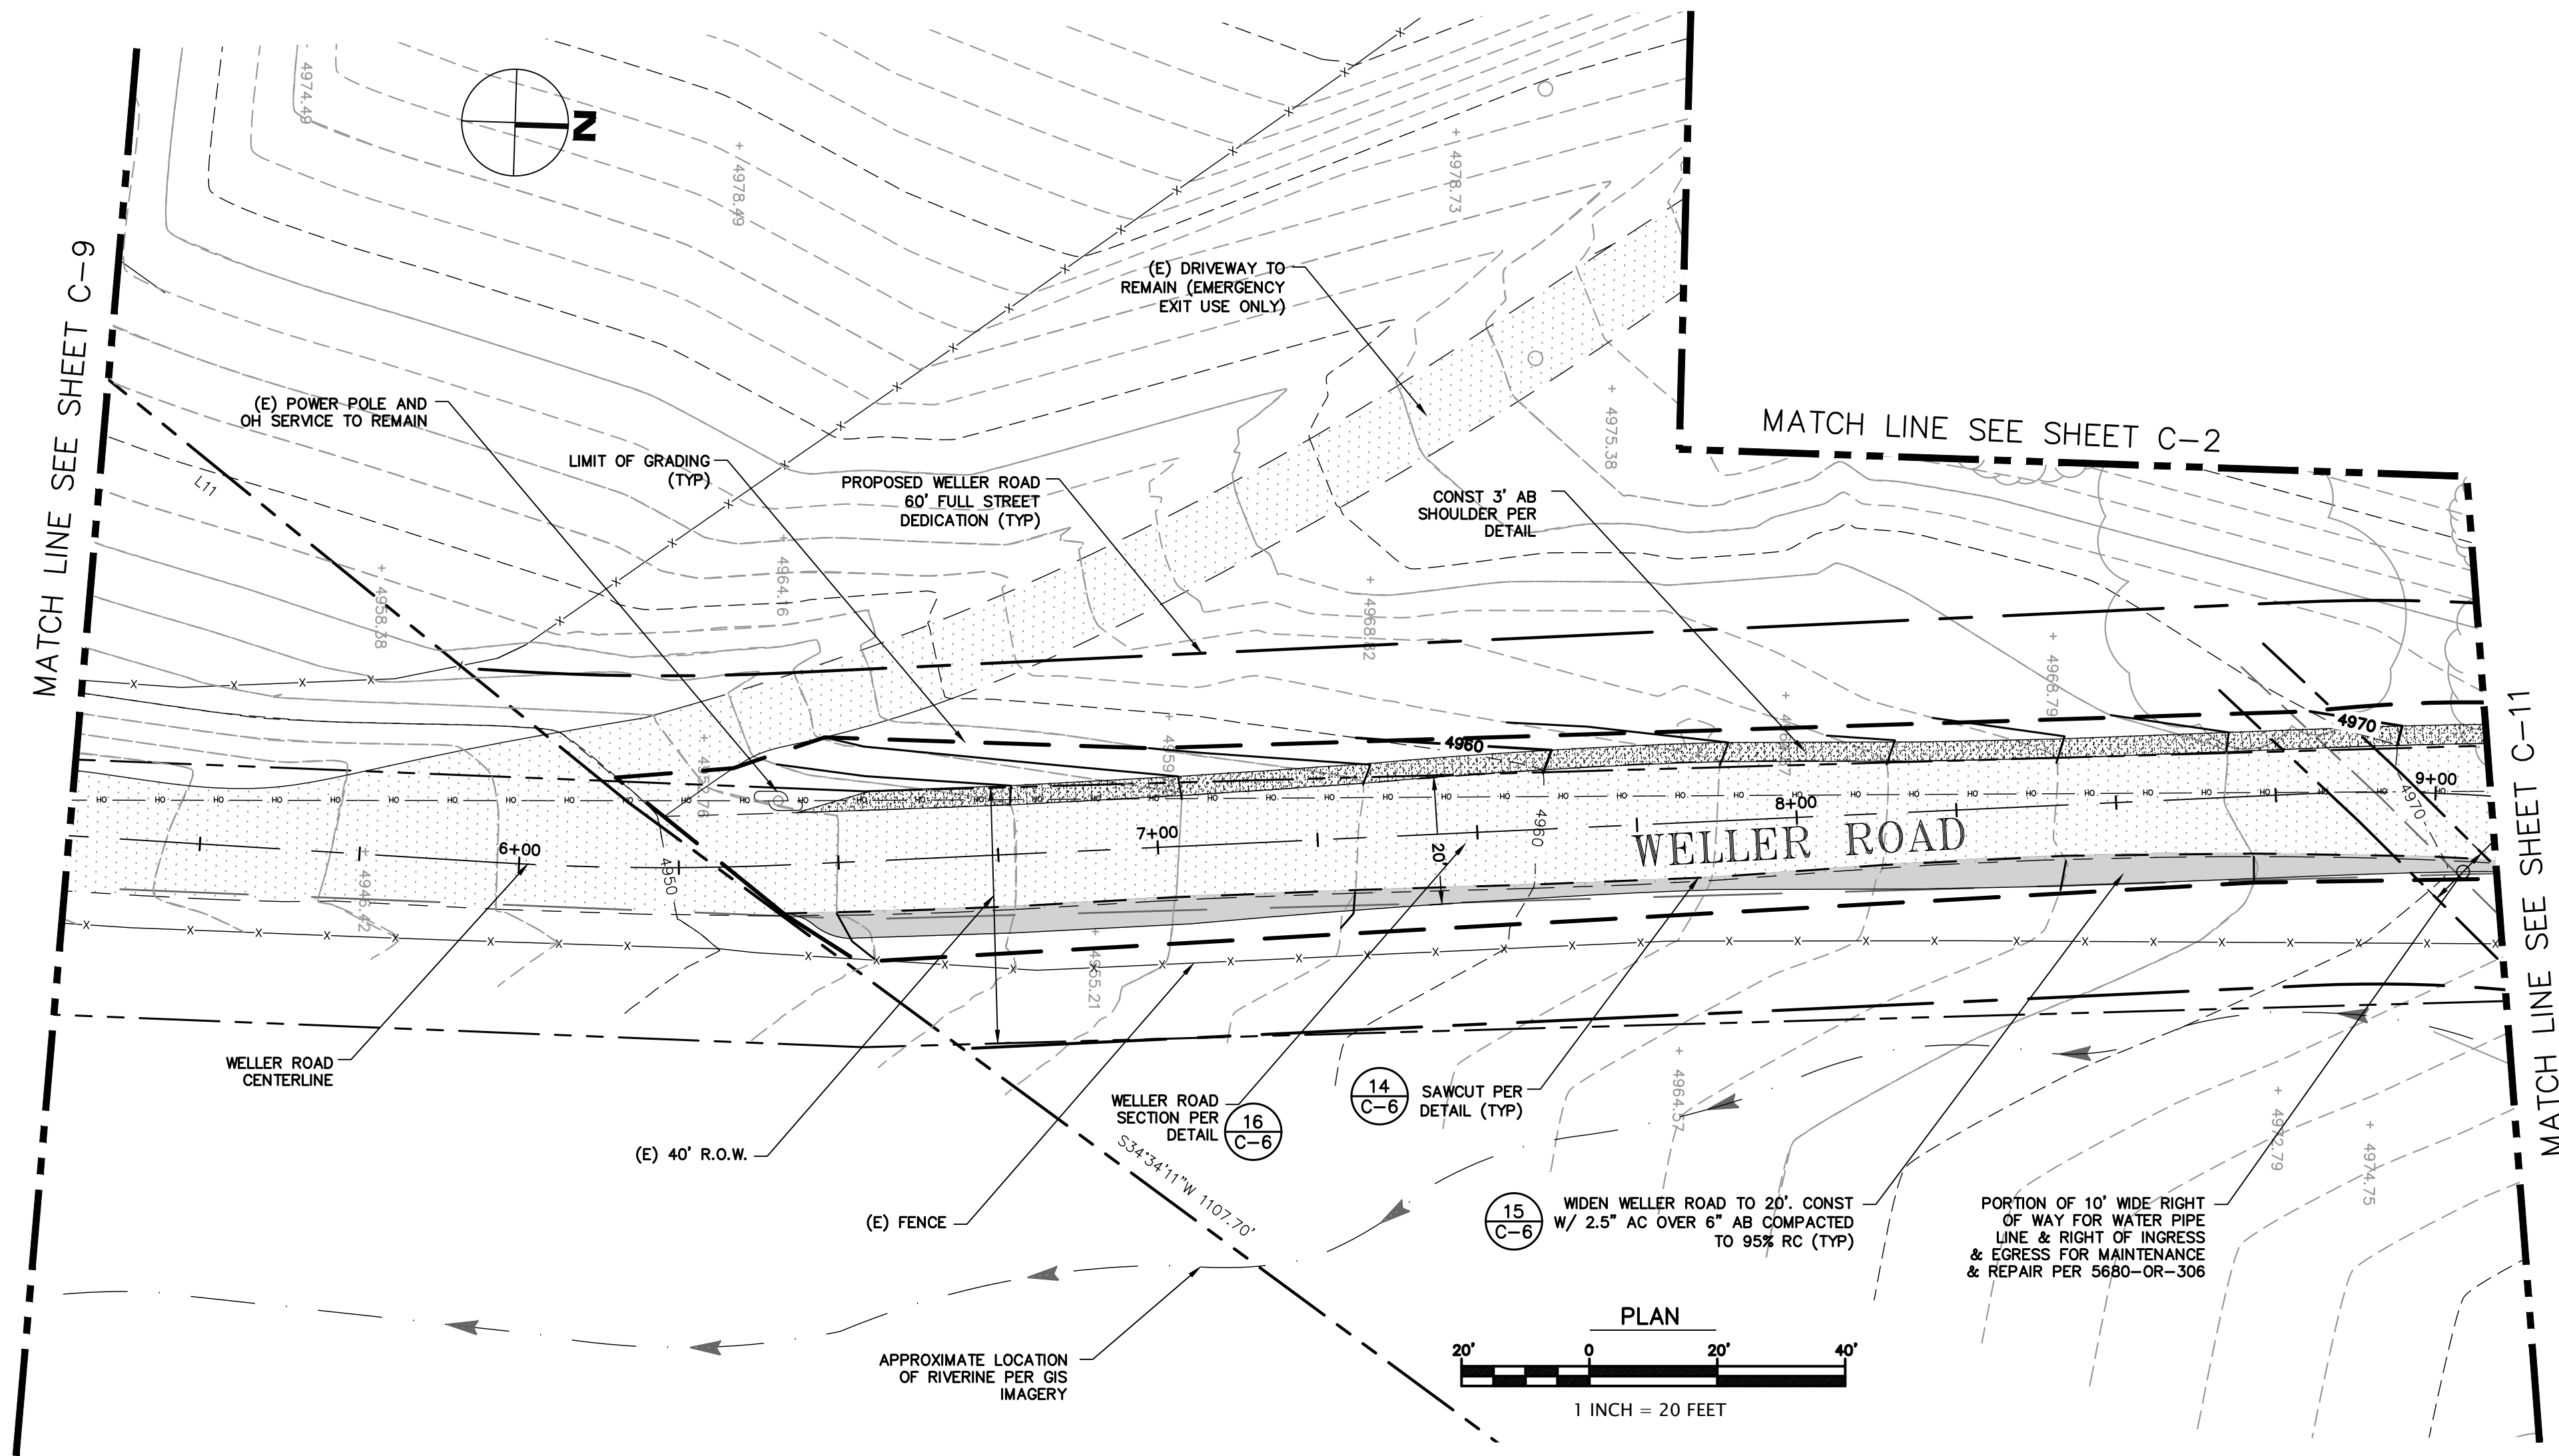 4974.49
N
+ 4978.49
+ 4978.73
MATCH LINE SEE SHEET C-9
(E) DRIVEWAY TO
REMAIN (EMERGENCY
EXIT USE ONLY)
(E) POWER POLE AND
OH SERVICE TO REMAIN
LIMIT OF GRADING
(TYP)
PROPOSED WELLER ROAD
60' FULL STREET
DEDICATION (TYP)
CONST 3' AB
SHOULDER PER
DETAIL
MATCH LINE SEE SHEET C-2
+ 4975.38
L11
+ 4958.38
+ 4964.16
+ 4968.82
+ 4968.79
4960
4970
MATCH LINE SEE SHEET C-11
6+00
7+00
8+00
9+00
4950
4960
4970
20'
WELLER ROAD
+ 4946.42
+ 4955.21
WELLER ROAD
CENTERLINE
(E) 40' R.O.W.
(E) FENCE
WELLER ROAD
SECTION PER
DETAIL
16
C-6
14
C-6
SAWCUT PER
DETAIL (TYP)
+ 4964.57
+ 4972.79
+ 4974.75
S34°34'11"W 1107.70'
15
C-6
WIDEN WELLER ROAD TO 20'. CONST
W/ 2.5" AC OVER 6" AB COMPACTED
TO 95% RC (TYP)
PORTION OF 10' WIDE RIGHT
OF WAY FOR WATER PIPE
LINE & RIGHT OF INGRESS
& EGRESS FOR MAINTENANCE
& REPAIR PER 5680-OR-306
APPROXIMATE LOCATION
OF RIVERINE PER GIS
IMAGERY
PLAN
20' 0 20' 40'
1 INCH = 20 FEET